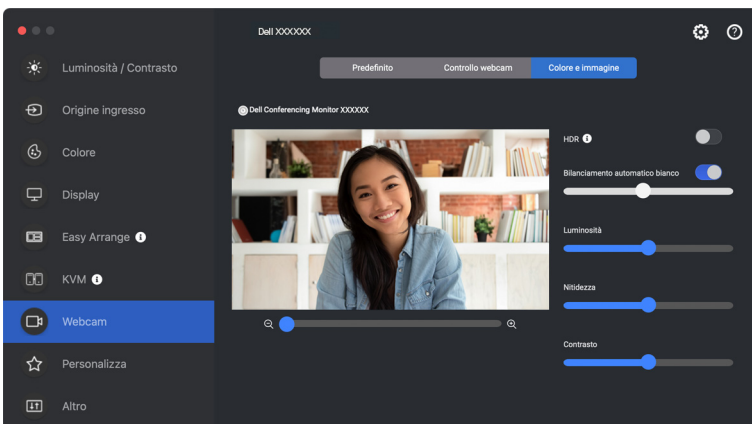 Dell XXXXXX
Luminosità / Contrasto
Origine ingresso
Colore
Display
Easy Arrange
KVM
Webcam
Personalizza
Altro
Predefinito
Controllo webcam
Colore e immagine
Dell Conferencing Monitor XXXXXX
HDR
Bilanciamento automatico bianco
Luminosità
Nitidezza
Contrasto